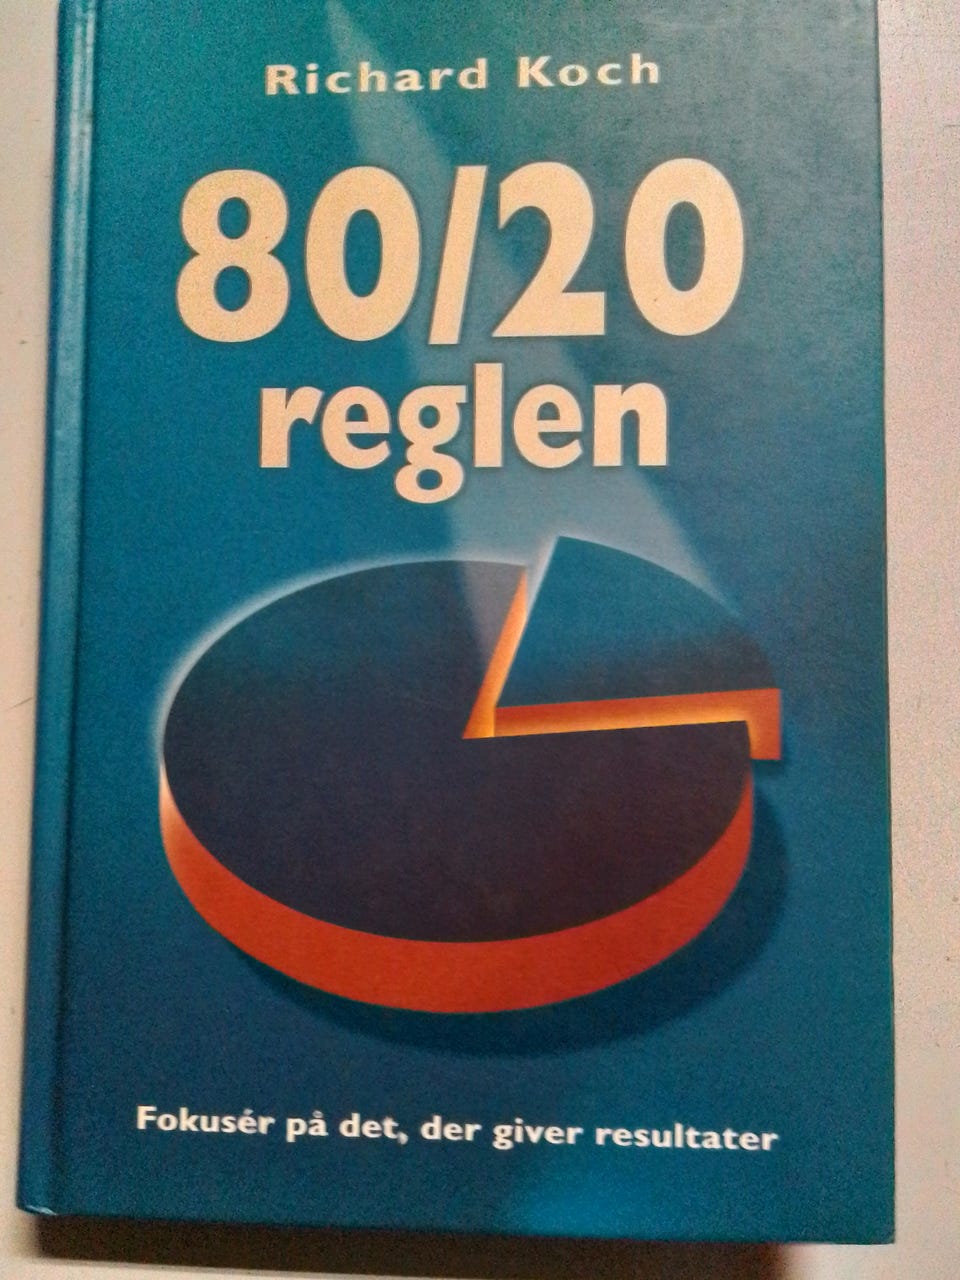 Richard Koch
80/20
reglen
Fokusér på det, der giver resultater